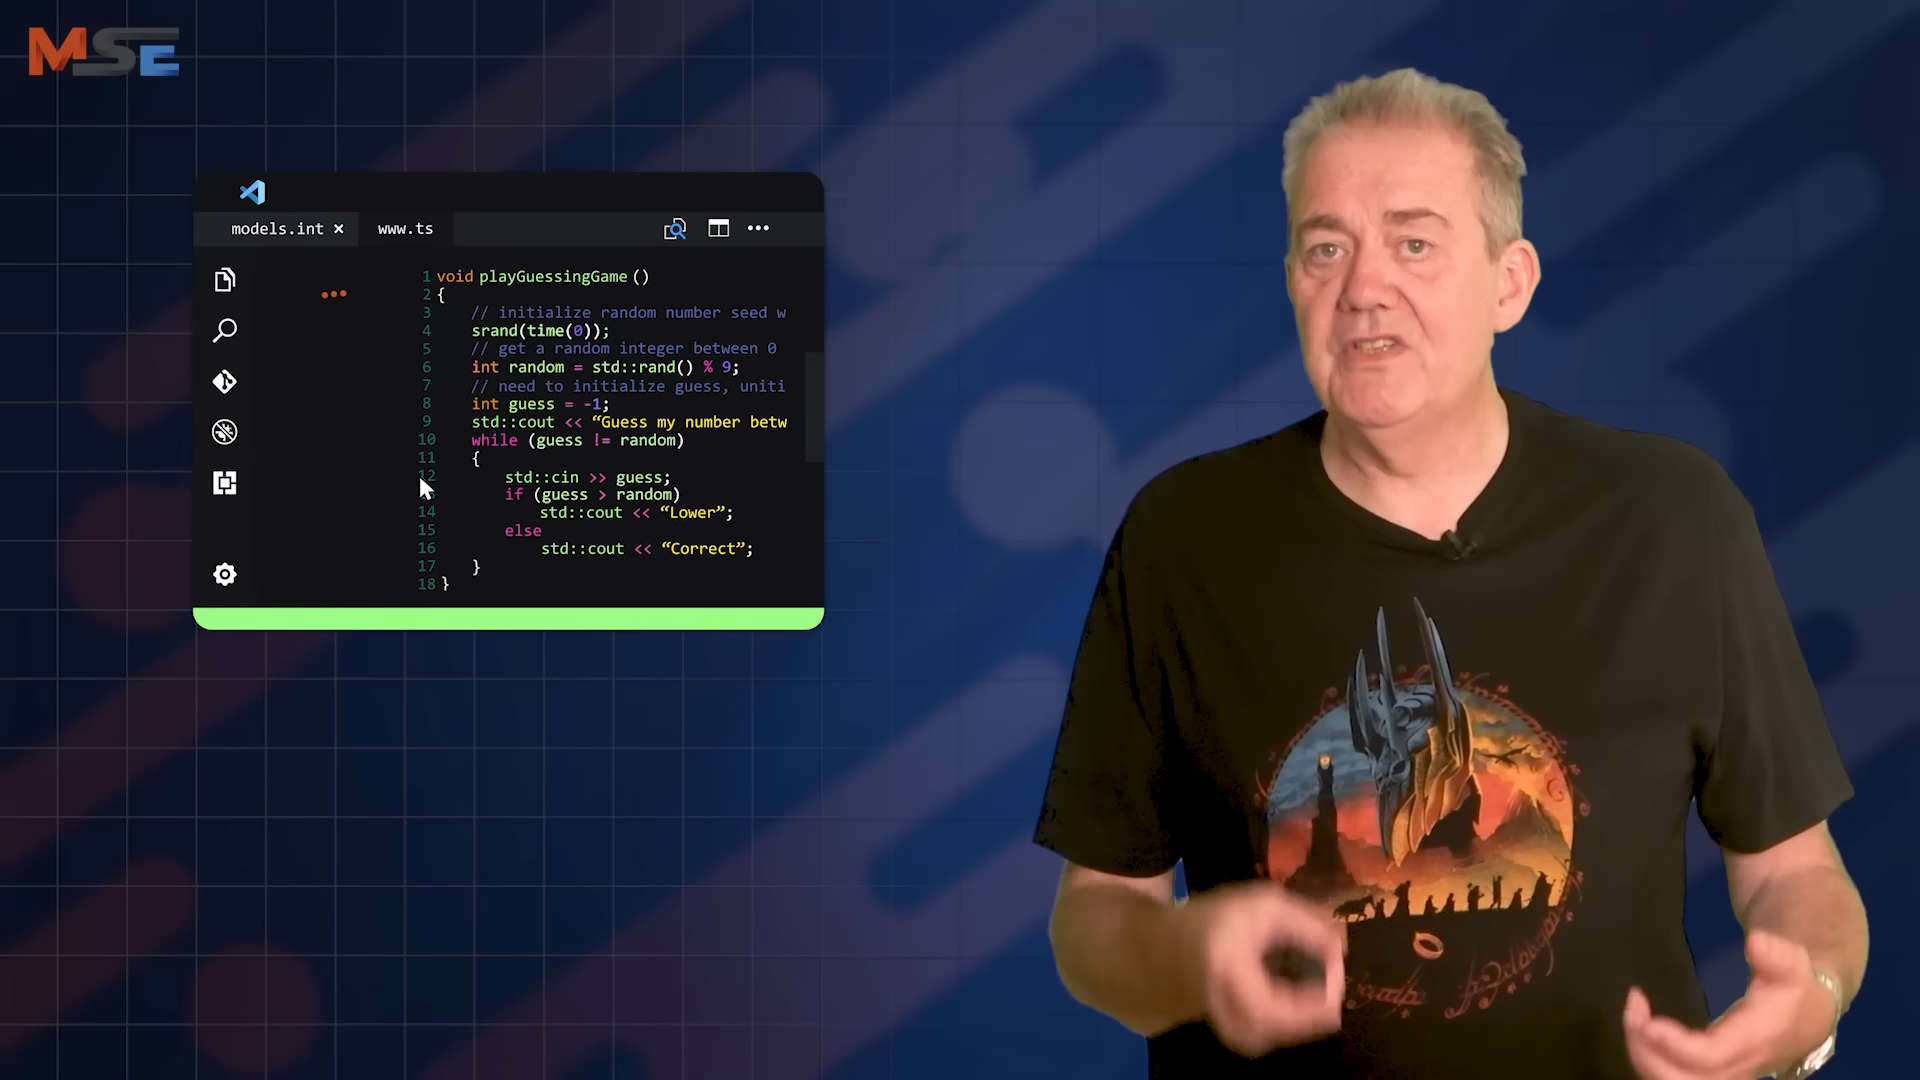 MSE
models.int ×
www.ts
1 void playGuessingGame ()
2 {
3 // initialize random number seed w
4 srand(time(0));
5 // get a random integer between 0
6 int random = std::rand() % 9;
7 // need to initialize guess, uniti
8 int guess = -1;
9 std::cout << “Guess my number betw
10 while (guess != random)
11 {
12 std::cin >> guess;
if (guess > random)
14 std::cout << “Lower”;
15 else
16 std::cout << “Correct”;
17 }
18 }